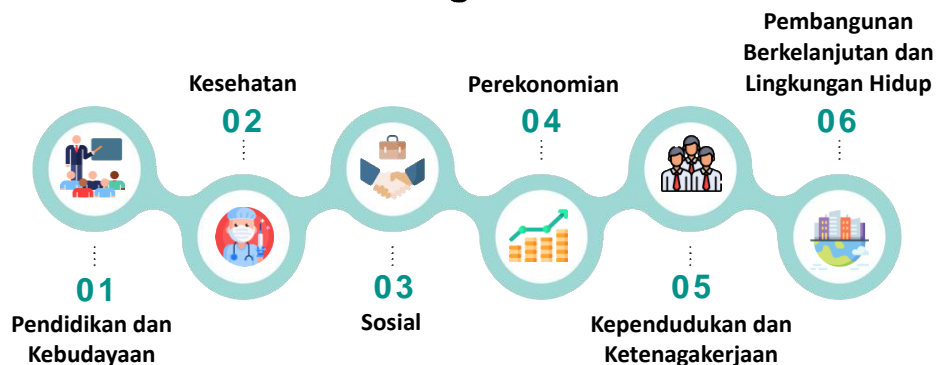 01
Pendidikan dan
Kebudayaan
Kesehatan
02
03
Sosial
Perekonomian
04
05
Kependudukan dan
Ketenagakerjaan
Pembangunan
Berkelanjutan dan
Lingkungan Hidup
06